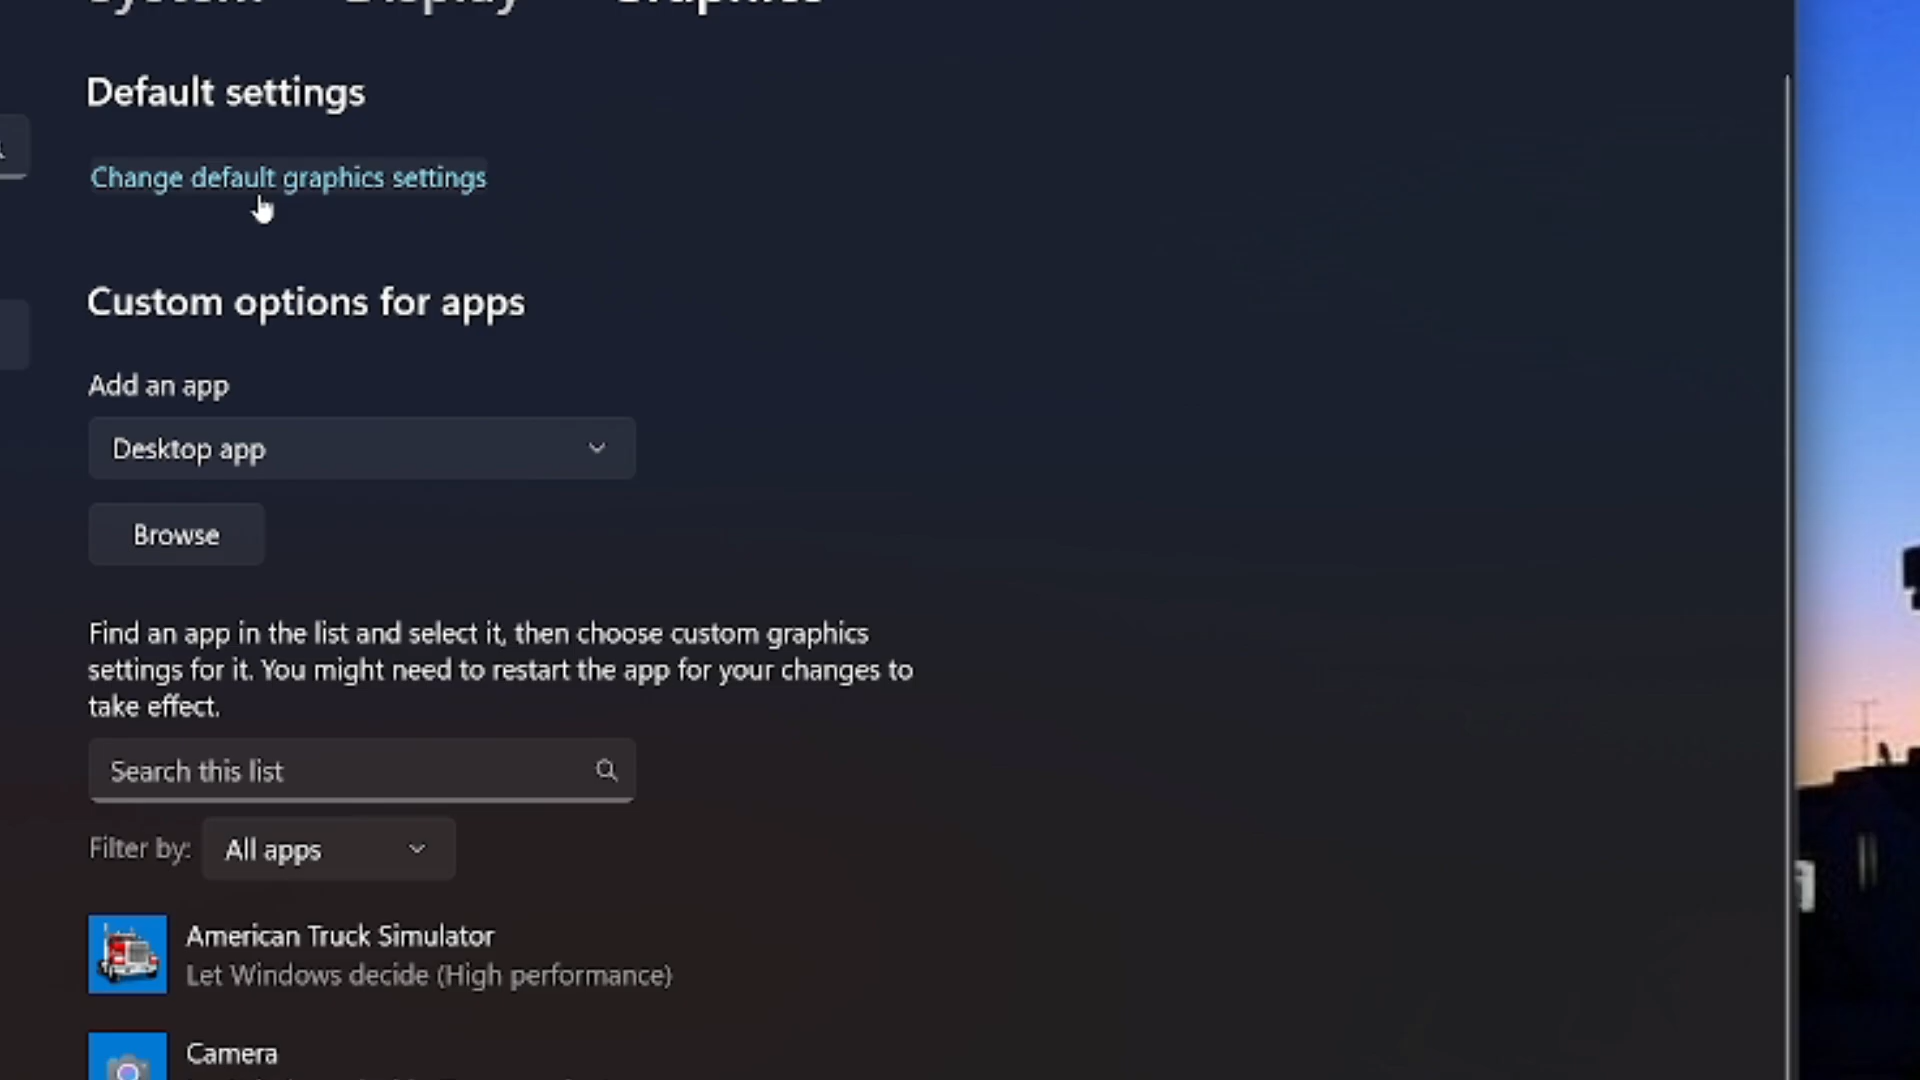 System Display Graphics
Default settings
Change default graphics settings
Custom options for apps
Add an app
Desktop app
Browse
Find an app in the list and select it, then choose custom graphics
settings for it. You might need to restart the app for your changes to
take effect.
Search this list
Filter by: All apps
American Truck Simulator
Let Windows decide (High performance)
Camera